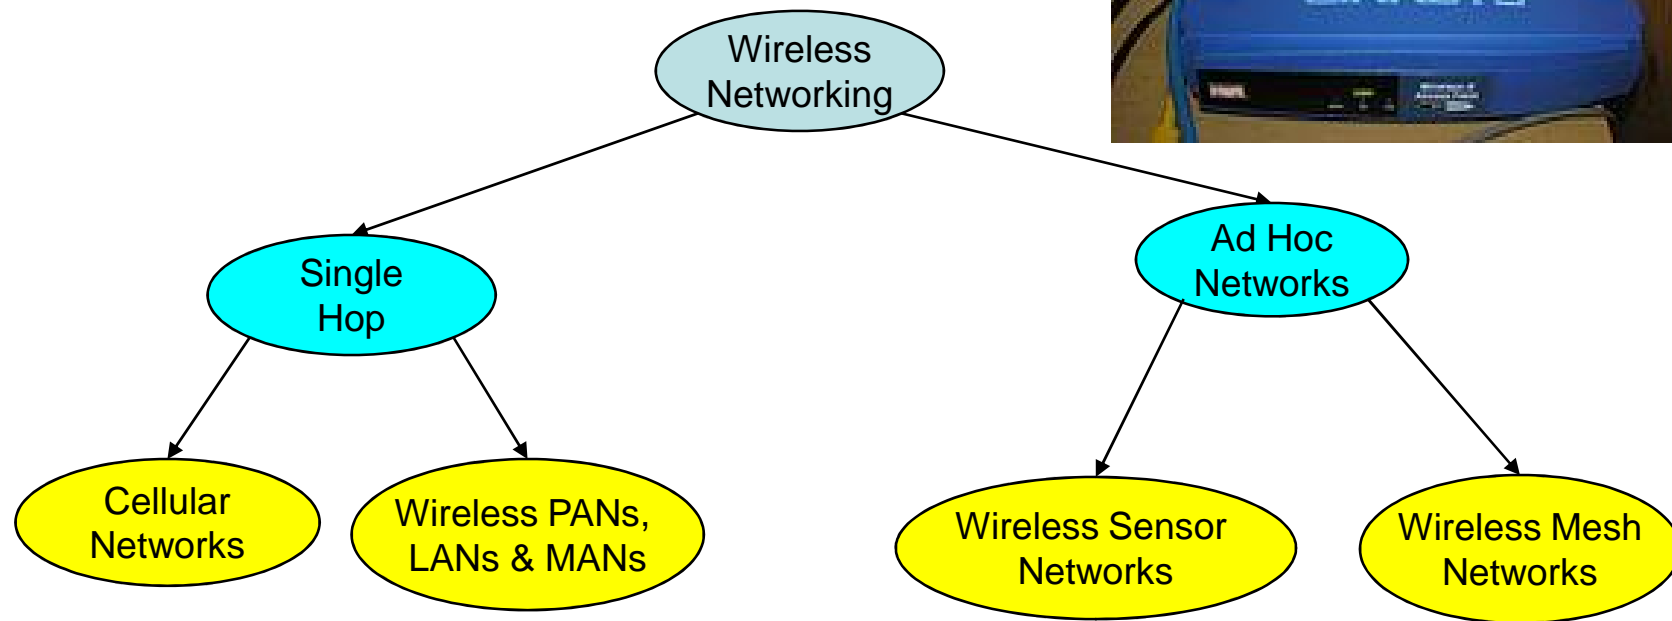 Wireless
Networking
Single
Hop
Ad Hoc
Networks
Cellular
Networks
Wireless PANs,
LANs & MANs
Wireless Sensor
Networks
Wireless Mesh
Networks